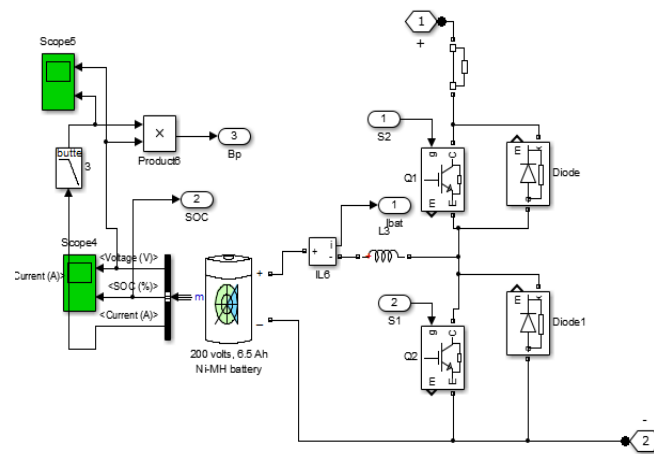 1
+
Scope5
butte
3
×
Product6
3
Bp
1
S2
g
C
Q1
m
E
m
k
Diode
2
SOC
1
Ibat
L3
Scope4
Current (A)>
<Voltage (V)>
<SOC (%)>
<Current (A)>
m
+
–
+
i
-
IL6
200 volts, 6.5 Ah
Ni-MH battery
2
S1
g
C
Q2
m
E
m
k
Diode1
-
2